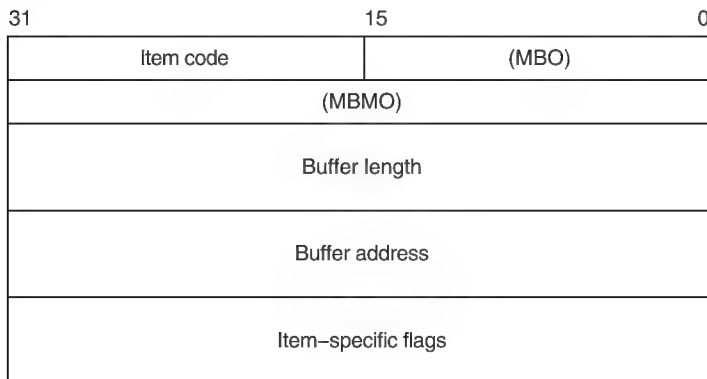 31 15 0
Item code (MBO)
(MBMO)
Buffer length
Buffer address
Item–specific flags